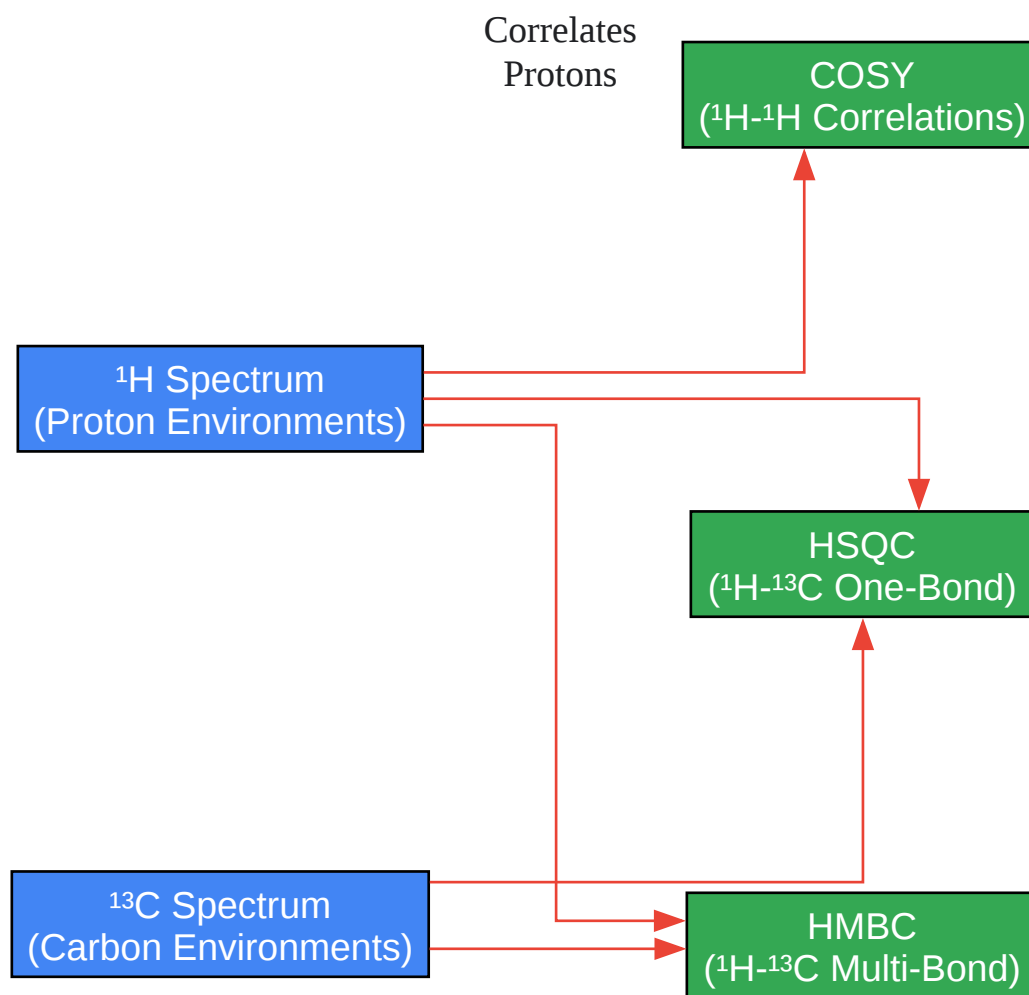 Correlates
Protons
COSY
(¹H-¹H Correlations)
¹H Spectrum
(Proton Environments)
HSQC
(¹H-¹³C One-Bond)
¹³C Spectrum
(Carbon Environments)
HMBC
(¹H-¹³C Multi-Bond)